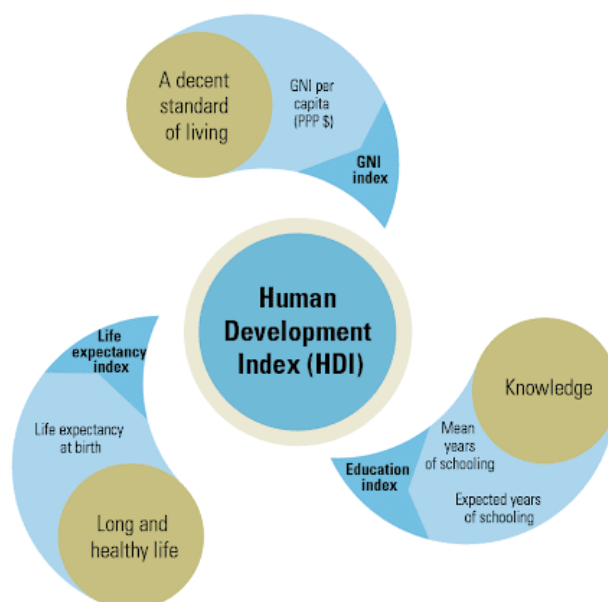 A decent
standard
of living
GNI per
capita
(PPP $)
GNI
index
Human
Development
Index (HDI)
Life
expectancy
index
Life expectancy
at birth
Long and
healthy life
Knowledge
Mean
years
of schooling
Expected years
of schooling
Education
index